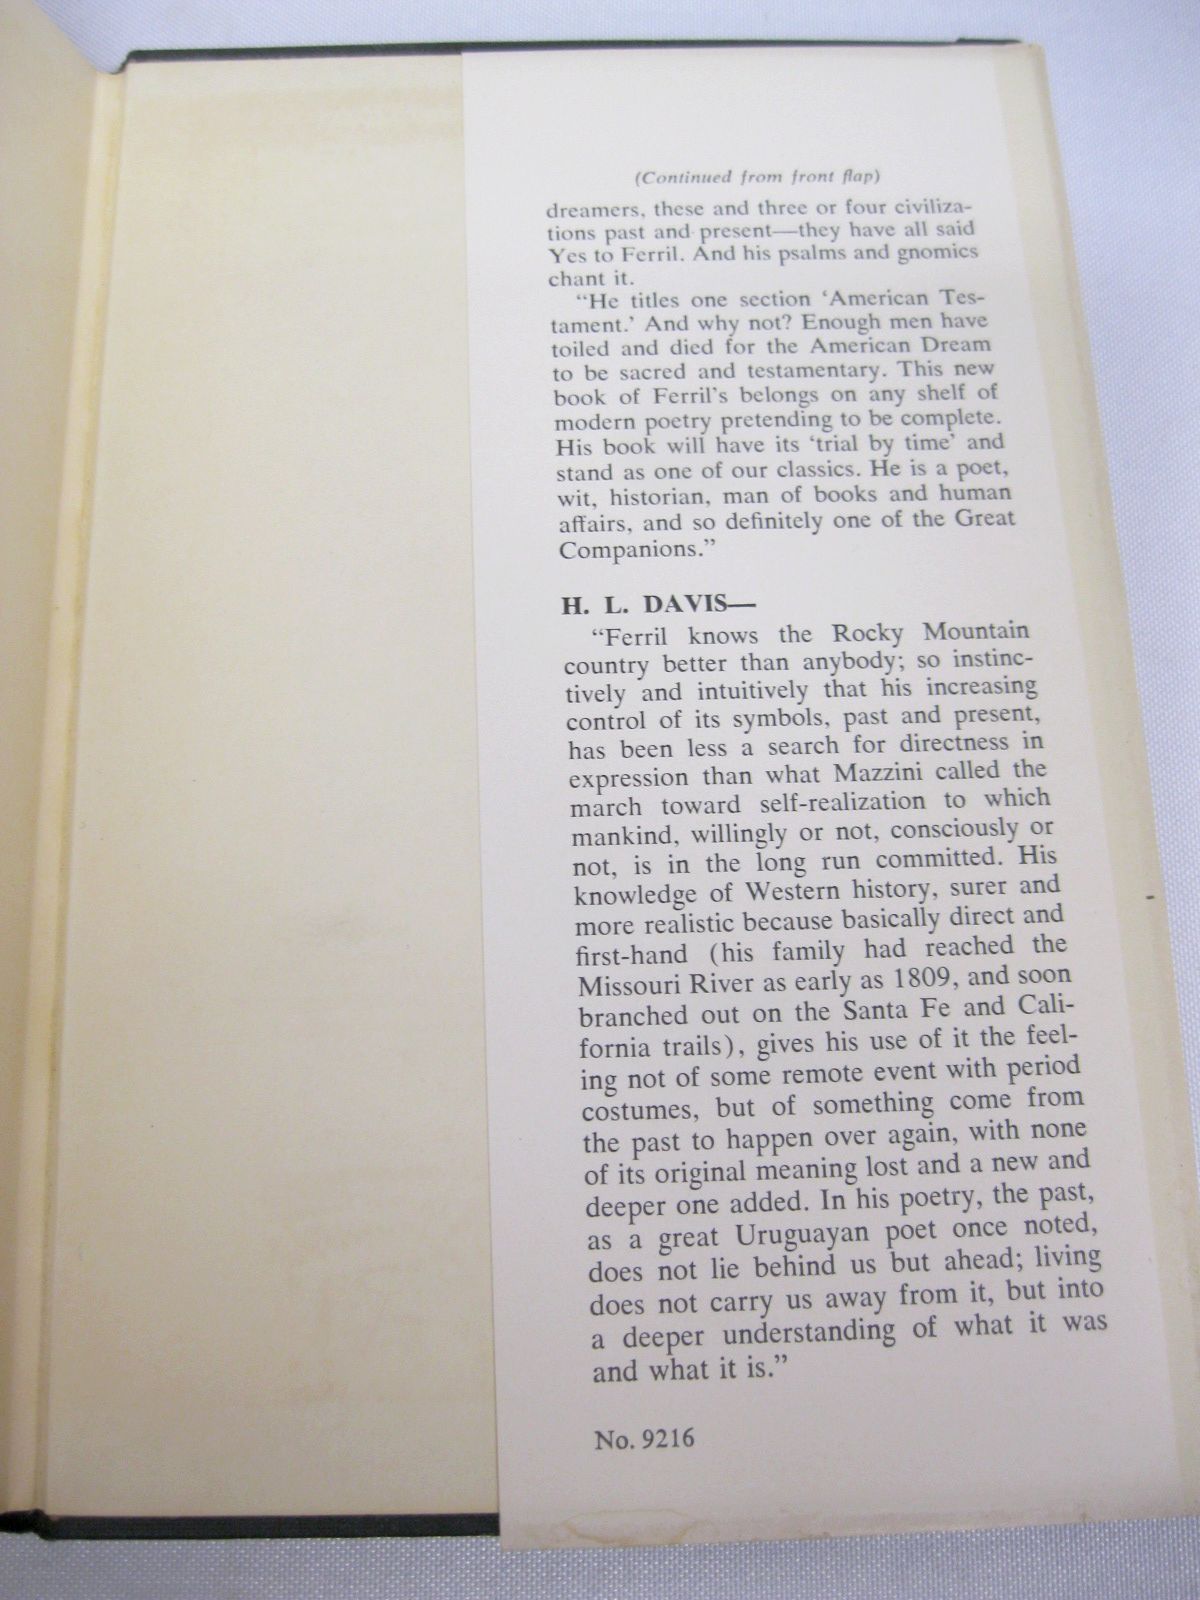 (Continued from front flap)
dreamers, these and three or four civiliza-
tions past and present—they have all said
Yes to Ferril. And his psalms and gnomics
chant it.
"He titles one section 'American Tes-
tament.' And why not? Enough men have
toiled and died for the American Dream
to be sacred and testamentary. This new
book of Ferril's belongs on any shelf of
modern poetry pretending to be complete.
His book will have its 'trial by time' and
stand as one of our classics. He is a poet,
wit, historian, man of books and human
affairs, and so definitely one of the Great
Companions."
H. L. DAVIS—
"Ferril knows the Rocky Mountain
country better than anybody; so instinc-
tively and intuitively that his increasing
control of its symbols, past and present,
has been less a search for directness in
expression than what Mazzini called the
march toward self-realization to which
mankind, willingly or not, consciously or
not, is in the long run committed. His
knowledge of Western history, surer and
more realistic because basically direct and
first-hand (his family had reached the
Missouri River as early as 1809, and soon
branched out on the Santa Fe and Cali-
fornia trails), gives his use of it the feel-
ing not of some remote event with period
costumes, but of something come from
the past to happen over again, with none
of its original meaning lost and a new and
deeper one added. In his poetry, the past,
as a great Uruguayan poet once noted,
does not lie behind us but ahead; living
does not carry us away from it, but into
a deeper understanding of what it was
and what it is."
No. 9216